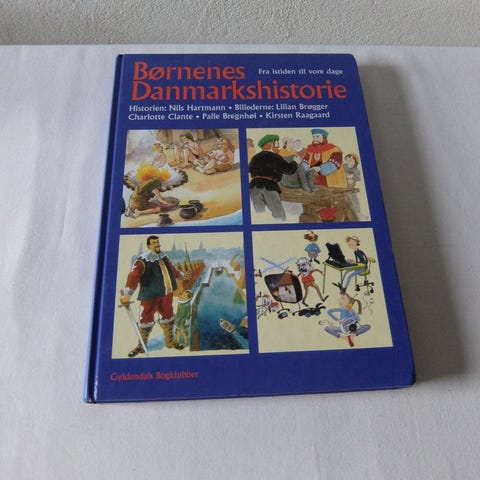 Børnenes
Fra istiden til vore dage
Danmarkshistorie
Historien: Nils Hartmann • Billederne: Lilian Brøgger
Charlotte Clante • Palle Bregnhøi • Kirsten Raagaard
Gyldendals Bogklubber